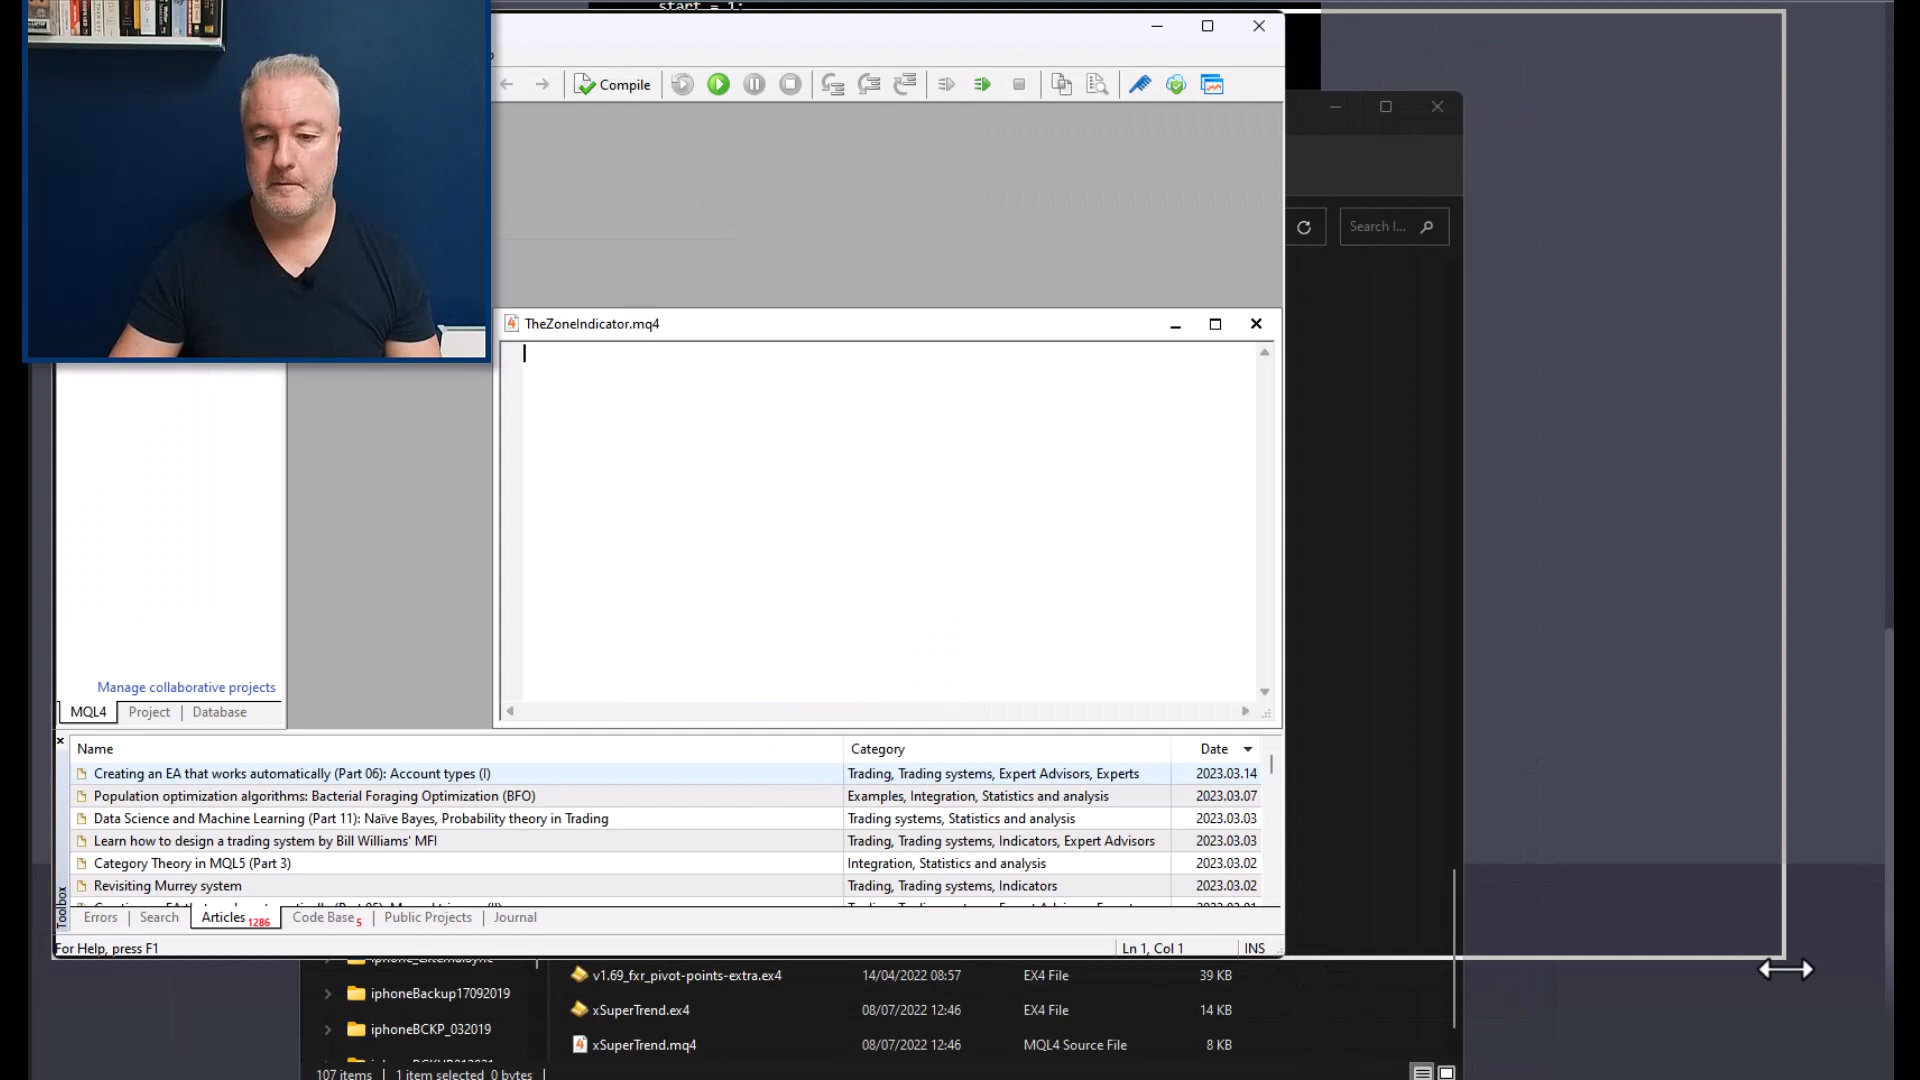 start = 1;
Compile
Search I...
TheZoneIndicator.mq4
Manage collaborative projects
MQL4 Project Database
Name Category Date
Creating an EA that works automatically (Part 06): Account types (I) Trading, Trading systems, Expert Advisors, Experts 2023.03.14
Population optimization algorithms: Bacterial Foraging Optimization (BFO) Examples, Integration, Statistics and analysis 2023.03.07
Data Science and Machine Learning (Part 11): Naïve Bayes, Probability theory in Trading Trading systems, Statistics and analysis 2023.03.03
Learn how to design a trading system by Bill Williams' MFI Trading, Trading systems, Indicators, Expert Advisors 2023.03.03
Category Theory in MQL5 (Part 3) Integration, Statistics and analysis 2023.03.02
Revisiting Murrey system Trading, Trading systems, Indicators 2023.03.02
Toolbox
Errors Search Articles 1286 Code Base 5 Public Projects Journal
For Help, press F1 Ln 1, Col 1 INS
v1.69_fxr_pivot-points-extra.ex4 14/04/2022 08:57 EX4 File 39 KB
iphoneBackup17092019
xSuperTrend.ex4 08/07/2022 12:46 EX4 File 14 KB
iphoneBCKP_032019
xSuperTrend.mq4 08/07/2022 12:46 MQL4 Source File 8 KB
107 items 1 item selected 0 bytes